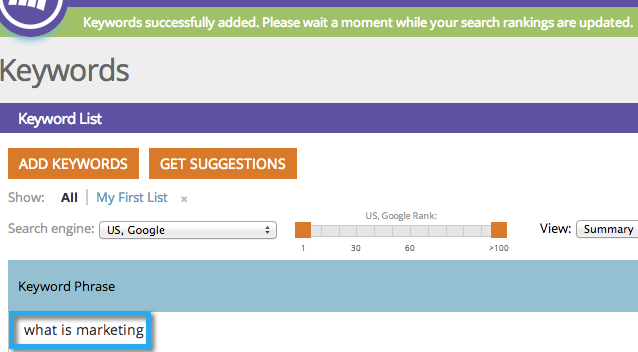 Keywords successfully added. Please wait a moment while your search rankings are updated.
Keywords
Keyword List
ADD KEYWORDS GET SUGGESTIONS
Show: All My First List ×
US, Google Rank:
Search engine: US, Google View: Summary
1 30 60 >100
Keyword Phrase
what is marketing